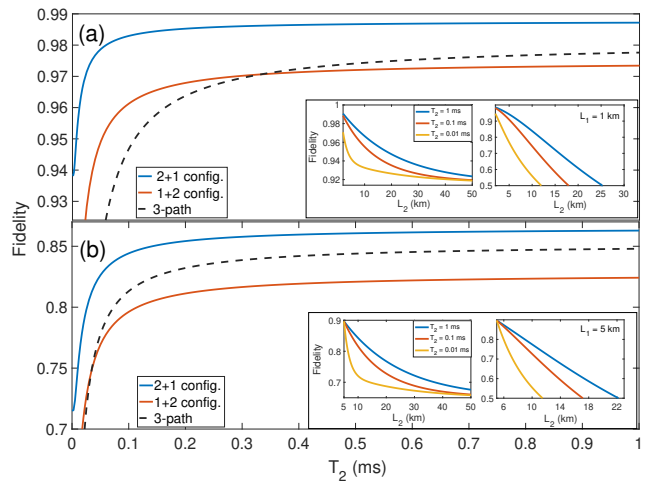 0.99
(a)
0.98
0.97
0.96
0.95
0.94
0.93
2+1 config.
1+2 config.
3-path
1
0.98
0.96
0.94
0.92
Fidelity
T2 = 1 ms
T2 = 0.1 ms
T2 = 0.01 ms
10 20 30 40 50
L2 (km)
L1 = 1 km
0.9
0.8
0.7
0.6
0.5
5 10 15 20 25 30
L2 (km)
Fidelity
(b)
0.85
0.8
0.75
0.7
2+1 config.
1+2 config.
3-path
0.9
0.8
0.7
Fidelity
T2 = 1 ms
T2 = 0.1 ms
T2 = 0.01 ms
5 10 20 30 40 50
L2 (km)
L1 = 5 km
0.8
0.7
0.6
0.5
6 10 14 18 22
L2 (km)
0 0.1 0.2 0.3 0.4 0.5 0.6 0.7 0.8 0.9 1
T2 (ms)